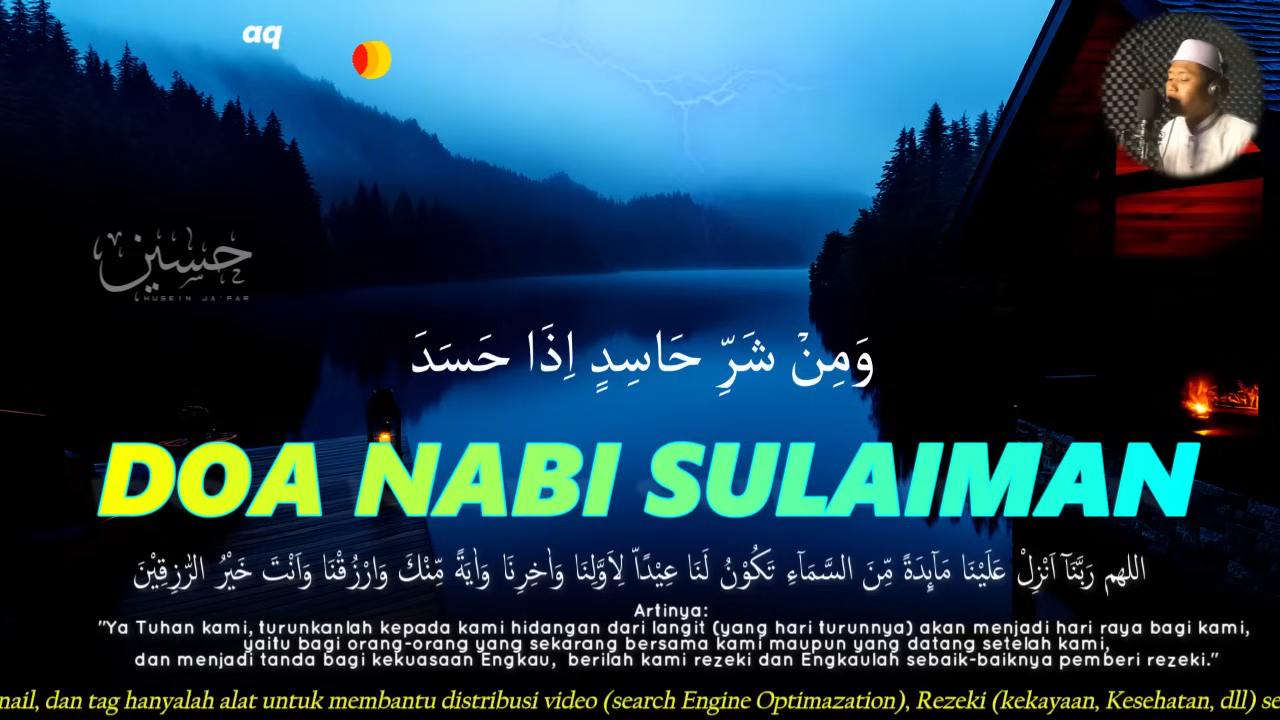 aq
حسين
HUSEIN JA'FAR
وَمِنْ شَرِّ حَاسِدٍ اِذَا حَسَدَ
DOA NABI SULAIMAN
اللهم رَبَّنَآ اَنْزِلْ عَلَيْنَا مَآىِٕدَةً مِّنَ السَّمَآءِ تَكُوْنُ لَنَا عِيْدًا لِّاَوَّلِنَا وَاٰخِرِنَا وَاٰيَةً مِّنْكَ وَارْزُقْنَا وَاَنْتَ خَيْرُ الرّٰزِقِيْنَ
Artinya:
"Ya Tuhan kami, turunkanlah kepada kami hidangan dari langit (yang hari turunnya) akan menjadi hari raya bagi kami,
yaitu bagi orang-orang yang sekarang bersama kami maupun yang datang setelah kami,
dan menjadi tanda bagi kekuasaan Engkau, berilah kami rezeki dan Engkaulah sebaik-baiknya pemberi rezeki."
nail, dan tag hanyalah alat untuk membantu distribusi video (search Engine Optimazation), Rezeki (kekayaan, Kesehatan, dll) se